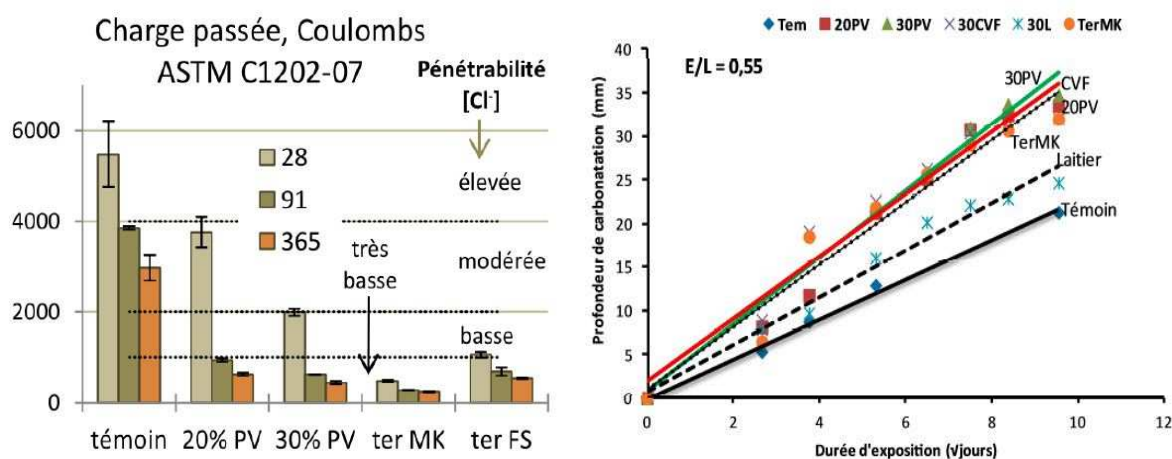 Charge passée, Coulombs
ASTM C1202-07
Pénétrabilité
[Cl⁻]
6000
4000
2000
0
28
91
365
élevée
modérée
très
basse
basse
témoin 20% PV 30% PV ter MK ter FS
Tem 20PV 30PV 30CVF 30L TerMK
E/L = 0,55
Profondeur de carbonatation (mm)
40
35
30
25
20
15
10
5
0
30PV
CVF
20PV
TerMK
Laitier
Témoin
0 2 4 6 8 10 12
Durée d'exposition (√jours)